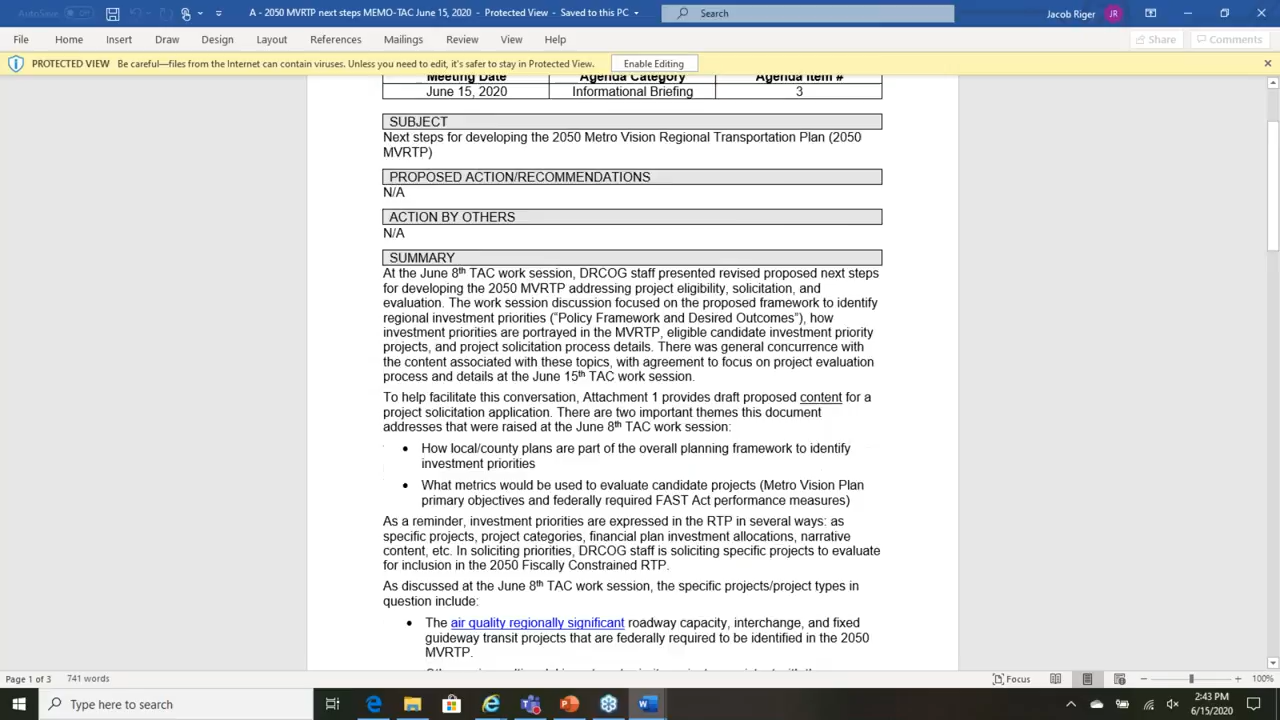 AutoSave Off A - 2050 MVRTP next steps MEMO-TAC June 15, 2020 - Protected View - Saved to this PC Search Jacob Riger JR
File Home Insert Draw Design Layout References Mailings Review View Help Share Comments
PROTECTED VIEW Be careful—files from the Internet can contain viruses. Unless you need to edit, it's safer to stay in Protected View. Enable Editing
Meeting Date Agenda Category Agenda Item #
June 15, 2020 Informational Briefing 3
SUBJECT
Next steps for developing the 2050 Metro Vision Regional Transportation Plan (2050
MVRTP)
PROPOSED ACTION/RECOMMENDATIONS
N/A
ACTION BY OTHERS
N/A
SUMMARY
At the June 8th TAC work session, DRCOG staff presented revised proposed next steps
for developing the 2050 MVRTP addressing project eligibility, solicitation, and
evaluation. The work session discussion focused on the proposed framework to identify
regional investment priorities ("Policy Framework and Desired Outcomes"), how
investment priorities are portrayed in the MVRTP, eligible candidate investment priority
projects, and project solicitation process details. There was general concurrence with
the content associated with these topics, with agreement to focus on project evaluation
process and details at the June 15th TAC work session.
To help facilitate this conversation, Attachment 1 provides draft proposed content for a
project solicitation application. There are two important themes this document
addresses that were raised at the June 8th TAC work session:
• How local/county plans are part of the overall planning framework to identify
investment priorities
• What metrics would be used to evaluate candidate projects (Metro Vision Plan
primary objectives and federally required FAST Act performance measures)
As a reminder, investment priorities are expressed in the RTP in several ways: as
specific projects, project categories, financial plan investment allocations, narrative
content, etc. In soliciting priorities, DRCOG staff is soliciting specific projects to evaluate
for inclusion in the 2050 Fiscally Constrained RTP.
As discussed at the June 8th TAC work session, the specific projects/project types in
question include:
• The air quality regionally significant roadway capacity, interchange, and fixed
guideway transit projects that are federally required to be identified in the 2050
MVRTP.
Page 1 of 3 741 words Focus 100%
Type here to search 2:43 PM
6/15/2020